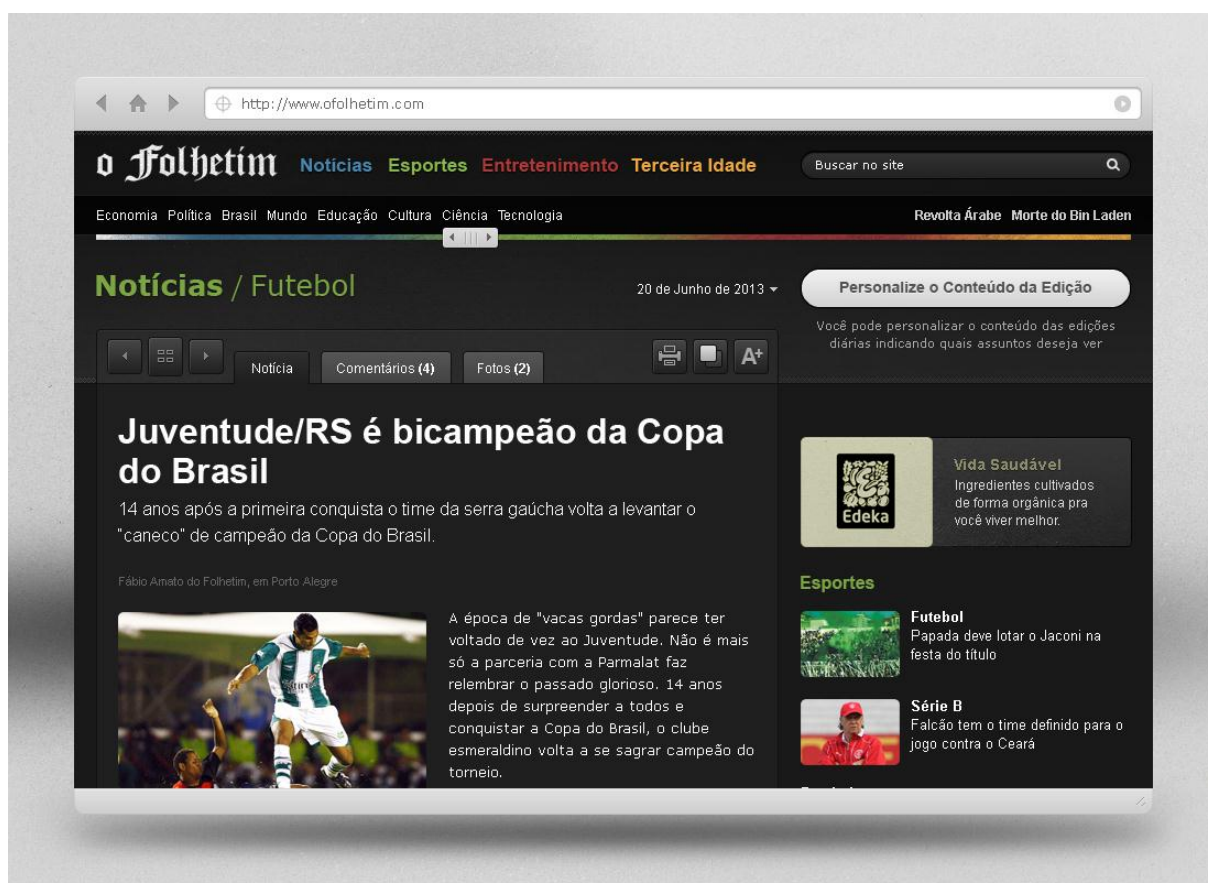 http://www.ofolhetim.com
o Folhetim Notícias Esportes Entretenimento Terceira Idade
Buscar no site
Economia Política Brasil Mundo Educação Cultura Ciência Tecnologia
Revolta Árabe Morte do Bin Laden
Notícias / Futebol
20 de Junho de 2013
Personalize o Conteúdo da Edição
Você pode personalizar o conteúdo das edições
diárias indicando quais assuntos deseja ver
Notícia Comentários (4) Fotos (2)
A+
Juventude/RS é bicampeão da Copa
do Brasil
14 anos após a primeira conquista o time da serra gaúcha volta a levantar o
"caneco" de campeão da Copa do Brasil.
Fábio Amato do Folhetim, em Porto Alegre
A época de "vacas gordas" parece ter
voltado de vez ao Juventude. Não é mais
só a parceria com a Parmalat faz
relembrar o passado glorioso. 14 anos
depois de surpreender a todos e
conquistar a Copa do Brasil, o clube
esmeraldino volta a se sagrar campeão do
torneio.
Edeka
Vida Saudável
Ingredientes cultivados
de forma orgânica pra
você viver melhor.
Esportes
Futebol
Papada deve lotar o Jaconi na
festa do título
Série B
Falcão tem o time definido para o
jogo contra o Ceará